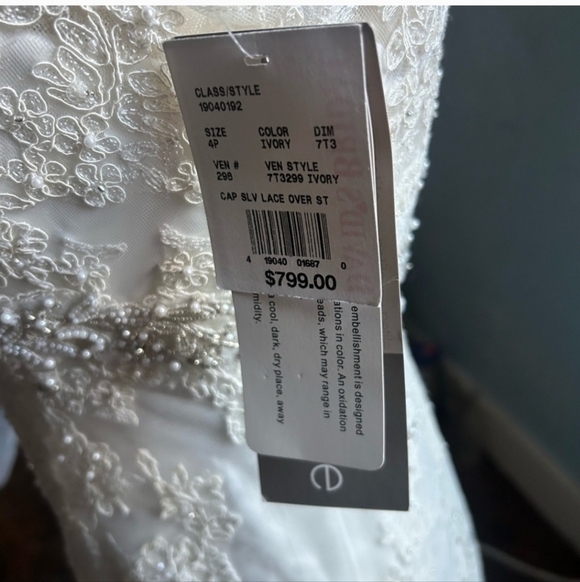 CLASS/STYLE
19040192
SIZE COLOR DIM
4P IVORY 7T3
VEN # VEN STYLE
298 7T3299 IVORY
CAP SLV LACE OVER ST
4 19040 01687 0
$799.00
embellishment is designed
ations in color. An oxidation
eads, which may range in
a cool, dark, dry place, away
midity.
e